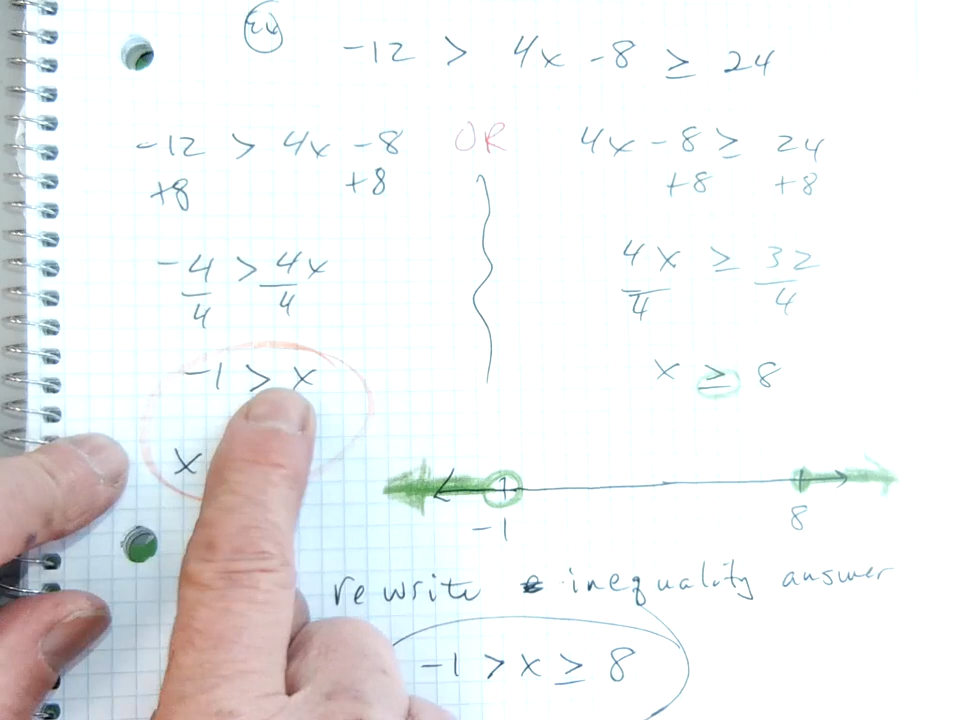 24
-12 > 4x -8 ≥ 24
-12 > 4x -8 OR 4x - 8 ≥ 24
+8 +8 +8 +8
-4 > 4x 4x ≥ 32
4 4 4 4
-1 > x x ≥ 8
x
-1 8
rewrite inequality answer
-1 > x ≥ 8